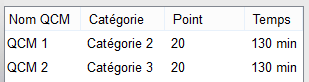 Nom QCM Catégorie Point Temps
QCM 1 Catégorie 2 20 130 min
QCM 2 Catégorie 3 20 130 min